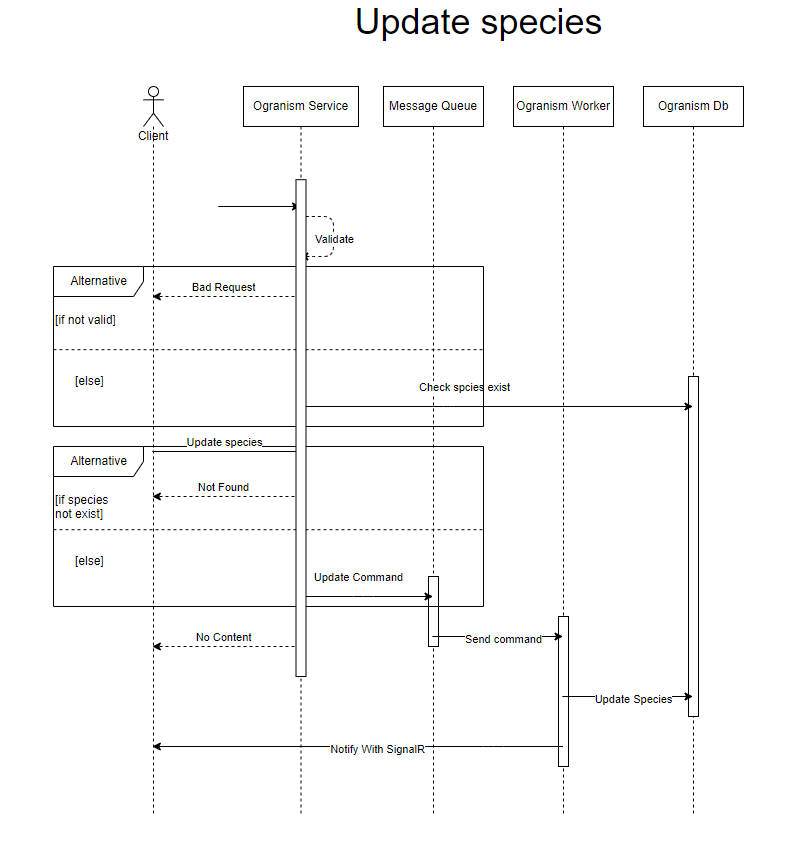 Update species
Client
Ogranism Service
Message Queue
Ogranism Worker
Ogranism Db
Validate
Alternative
Bad Request
[if not valid]
[else]
Check spcies exist
Update species
Alternative
Not Found
[if species
not exist]
[else]
Update Command
No Content
Send command
Update Species
Notify With SignalR